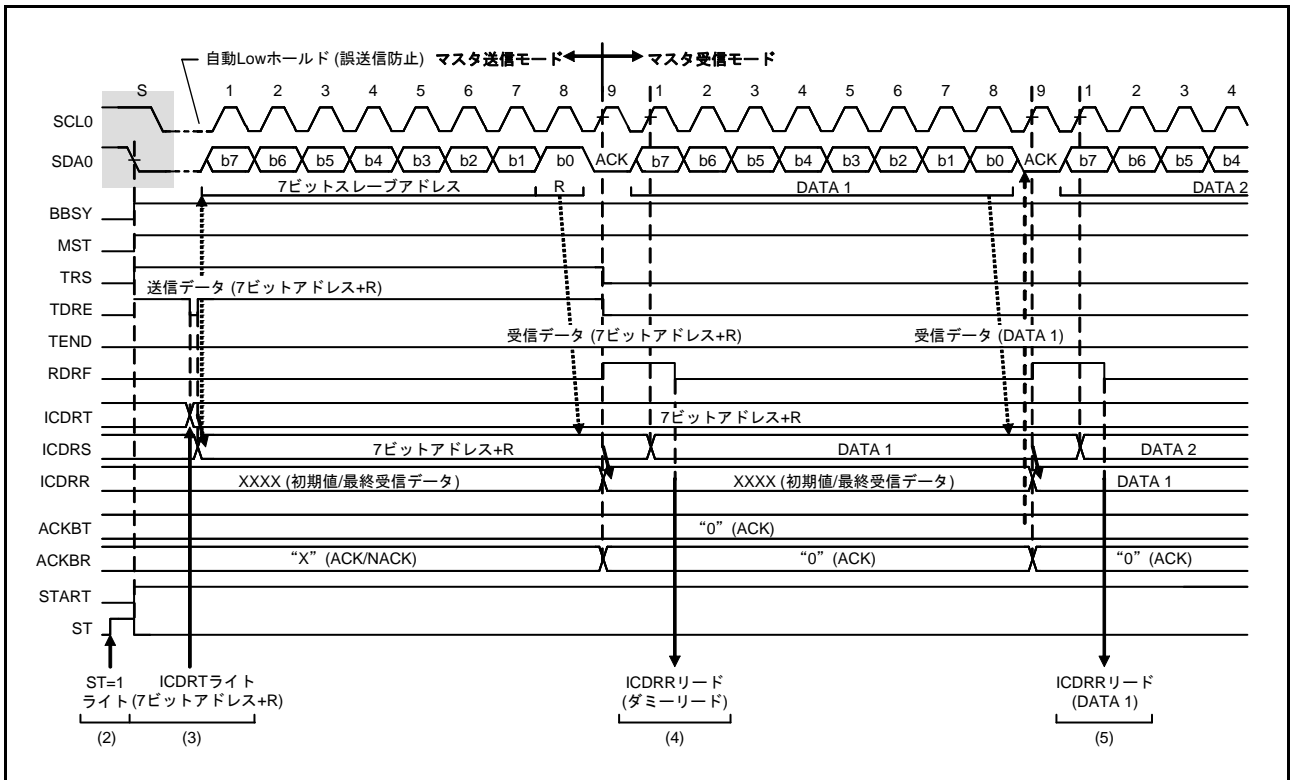 自動Lowホールド (誤送信防止) マスタ送信モード マスタ受信モード
S 1 2 3 4 5 6 7 8 9 1 2 3 4 5 6 7 8 9 1 2 3 4
SCL0
SDA0 b7 b6 b5 b4 b3 b2 b1 b0 ACK b7 b6 b5 b4 b3 b2 b1 b0 ACK b7 b6 b5 b4
7ビットスレーブアドレス R DATA 1 DATA 2
BBSY
MST
TRS
送信データ (7ビットアドレス+R)
TDRE
受信データ (7ビットアドレス+R) 受信データ (DATA 1)
TEND
RDRF
ICDRT 7ビットアドレス+R
ICDRS 7ビットアドレス+R DATA 1 DATA 2
ICDRR XXXX (初期値/最終受信データ) XXXX (初期値/最終受信データ) DATA 1
ACKBT “0” (ACK)
ACKBR “X” (ACK/NACK) “0” (ACK) “0” (ACK)
START
ST
ST=1 ICDRTライト ICDRRリード ICDRRリード
ライト (7ビットアドレス+R) (ダミーリード) (DATA 1)
(2) (3) (4) (5)